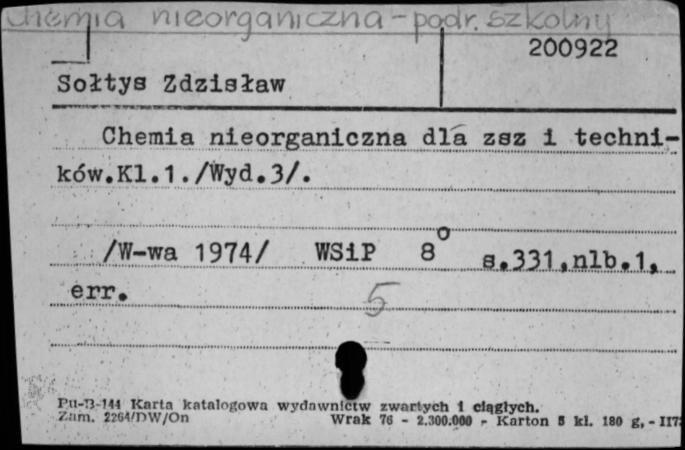 Chemia nieorganiczna - podr. szkolny
200922
Sołtys Zdzisław
Chemia nieorganiczna dla zsz i techni-
ków.Kl.1./Wyd.3/.
/W-wa 1974/ WSiP 8° s.331,nlb.1,
err.
5
Pu-B-144 Karta katalogowa wydawnictw zwartych i ciągłych.
Zam. 2264/DW/On Wrak 76 - 2.300.000 - Karton 5 kl. 180 g, - II73